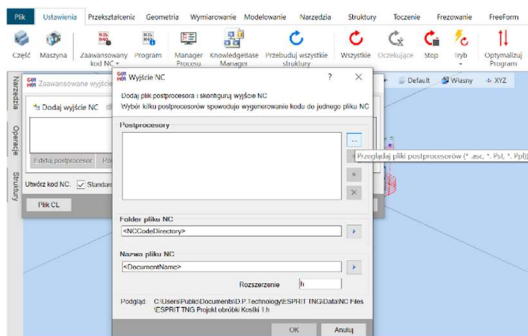 Plik Ustawienia Przekształcenie Geometria Wymiarowanie Modelowanie Narzędzia Struktury Toczenie Frezowanie FreeForm
Część Maszyna Zaawansowany kod NC Program Manager Procesu KnowledgeBase Manager Przebuduj wszystkie struktury Wszystkie Oczekujące Stop Tryb Optymalizuj Program
Narzędzia
Operacje
Struktury
Zaawansowane wyjście
Default Własny XYZ
Dodaj wyjście NC
Edytuj postprocesor
Utwórz kod NC:
Plik CL
Wyjście NC ? ×
Dodaj plik postprocesora i skonfiguruj wyjście NC
Wybór kilku postprocesorów spowoduje wygenerowanie kodu do jednego pliku NC
Postprocesory
...
Przeglądaj pliki postprocesorów (*.asc, *.Pst, *.Ppl)
Folder pliku NC
<NCCodeDirectory>
Nazwa pliku NC
<DocumentName>
Rozszerzenie h
Podgląd: C:\Users\Public\Documents\D.P.Technology\ESPRIT TNG\Data\NC Files
\ESPRIT TNG Projekt obróbki Kostki 1.h
OK Anuluj